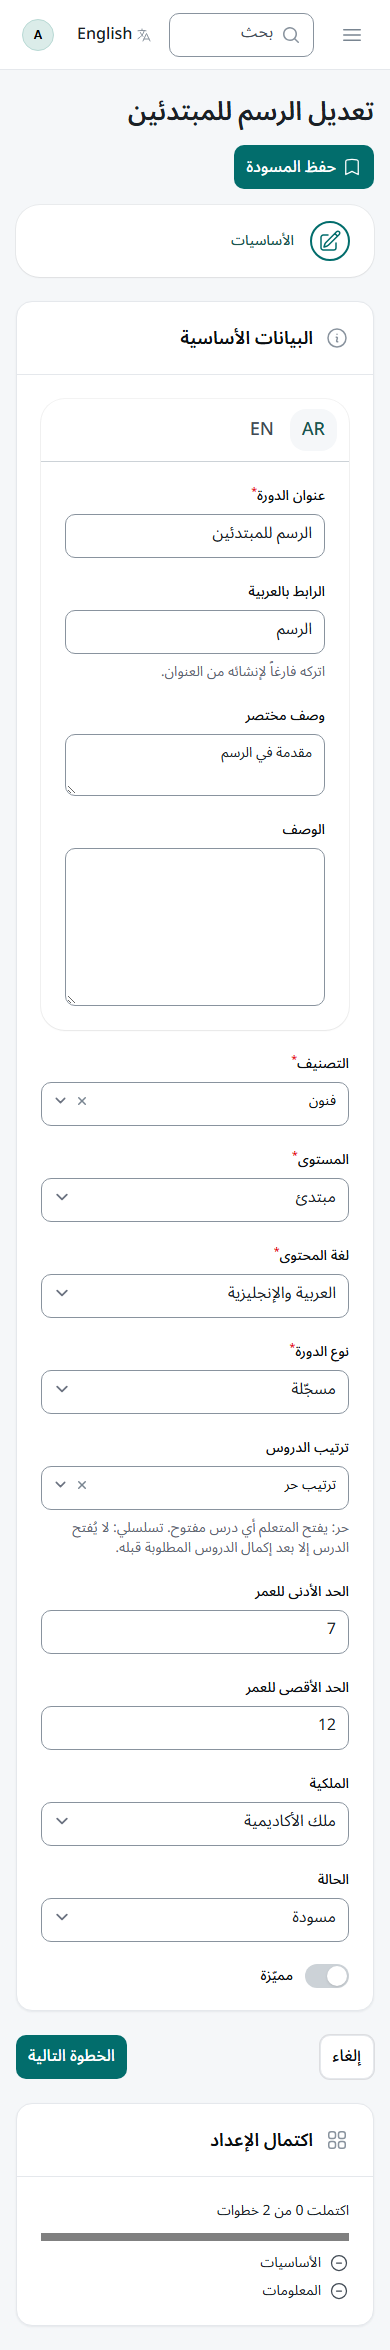 بحث
English
A
تعديل الرسم للمبتدئين
حفظ المسودة
الأساسيات
البيانات الأساسية
AR
EN
عنوان الدورة*
الرسم للمبتدئين
الرابط بالعربية
الرسم
اتركه فارغاً لإنشائه من العنوان.
وصف مختصر
مقدمة في الرسم
الوصف
التصنيف*
فنون
المستوى*
مبتدئ
لغة المحتوى*
العربية والإنجليزية
نوع الدورة*
مسجّلة
ترتيب الدروس
ترتيب حر
حر: يفتح المتعلم أي درس مفتوح. تسلسلي: لا يُفتح
الدرس إلا بعد إكمال الدروس المطلوبة قبله.
الحد الأدنى للعمر
7
الحد الأقصى للعمر
12
الملكية
ملك الأكاديمية
الحالة
مسودة
مميّزة
إلغاء
الخطوة التالية
اكتمال الإعداد
اكتملت 0 من 2 خطوات
الأساسيات
المعلومات